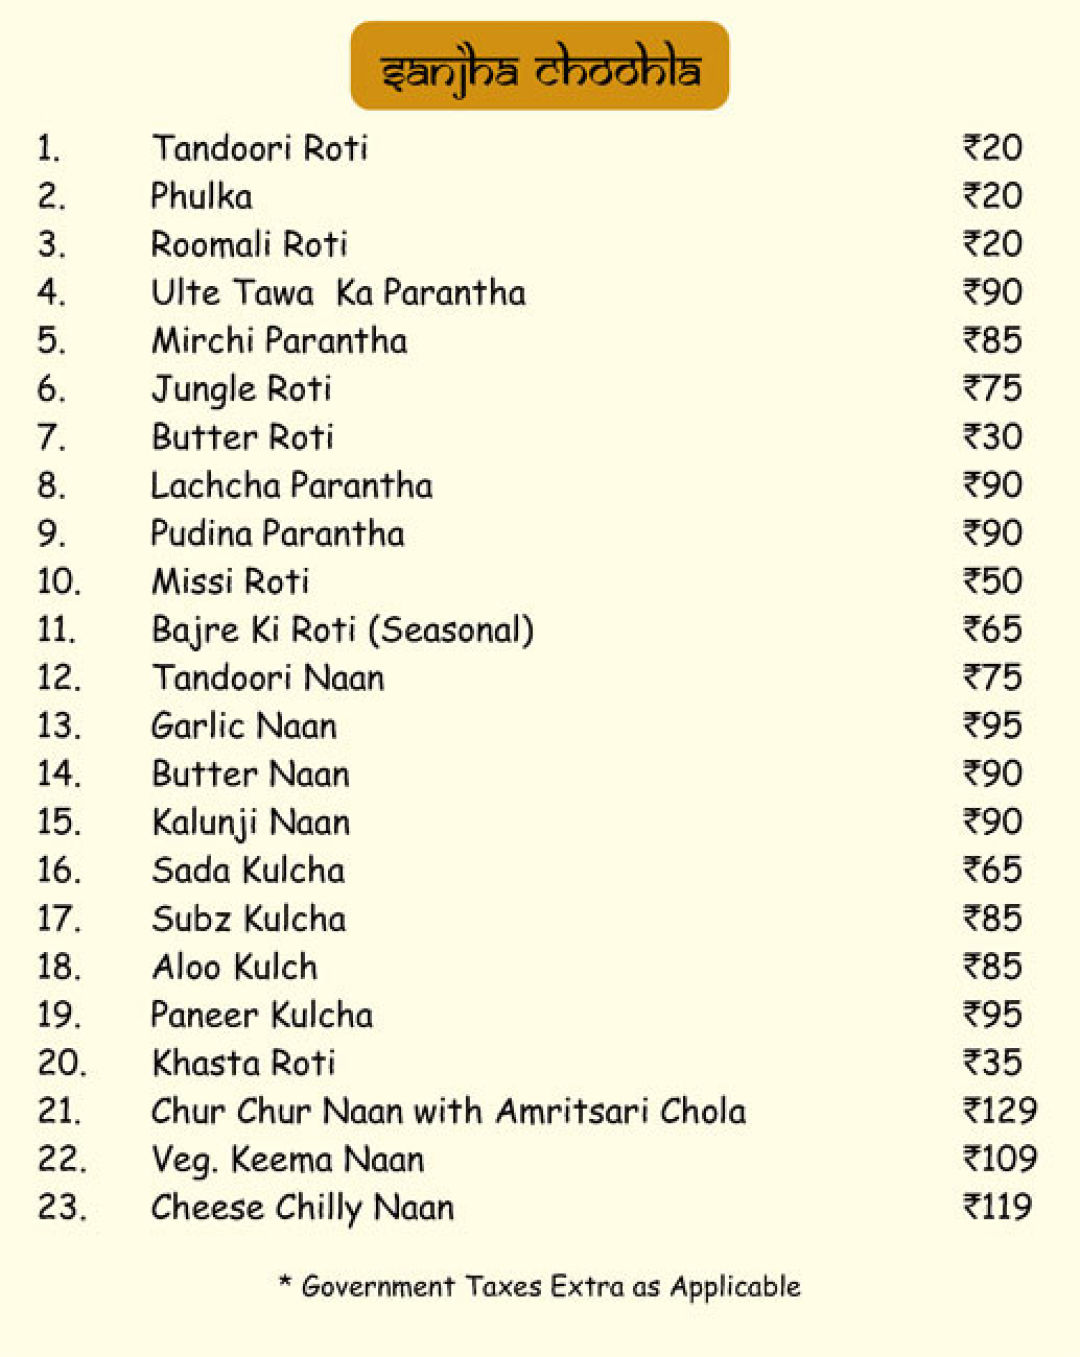 sanjha choohla
1. Tandoori Roti ₹20
2. Phulka ₹20
3. Roomali Roti ₹20
4. Ulte Tawa Ka Parantha ₹90
5. Mirchi Parantha ₹85
6. Jungle Roti ₹75
7. Butter Roti ₹30
8. Lachcha Parantha ₹90
9. Pudina Parantha ₹90
10. Missi Roti ₹50
11. Bajre Ki Roti (Seasonal) ₹65
12. Tandoori Naan ₹75
13. Garlic Naan ₹95
14. Butter Naan ₹90
15. Kalunji Naan ₹90
16. Sada Kulcha ₹65
17. Subz Kulcha ₹85
18. Aloo Kulch ₹85
19. Paneer Kulcha ₹95
20. Khasta Roti ₹35
21. Chur Chur Naan with Amritsari Chola ₹129
22. Veg. Keema Naan ₹109
23. Cheese Chilly Naan ₹119
* Government Taxes Extra as Applicable